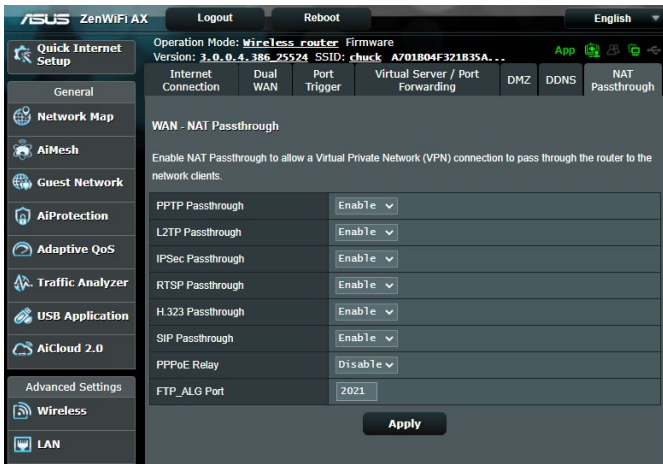 ASUS ZenWiFi AX Logout Reboot English
Quick Internet Setup
Operation Mode: Wireless router Firmware
Version: 3.0.0.4.386_25524 SSID: chuck A701B04F321B35A...
App
Internet Connection
Dual WAN
Port Trigger
Virtual Server / Port Forwarding
DMZ
DDNS
NAT Passthrough
General
Network Map
AiMesh
Guest Network
AiProtection
Adaptive QoS
Traffic Analyzer
USB Application
AiCloud 2.0
Advanced Settings
Wireless
LAN
WAN - NAT Passthrough
Enable NAT Passthrough to allow a Virtual Private Network (VPN) connection to pass through the router to the
network clients.
PPTP Passthrough Enable
L2TP Passthrough Enable
IPSec Passthrough Enable
RTSP Passthrough Enable
H.323 Passthrough Enable
SIP Passthrough Enable
PPPoE Relay Disable
FTP_ALG Port 2021
Apply